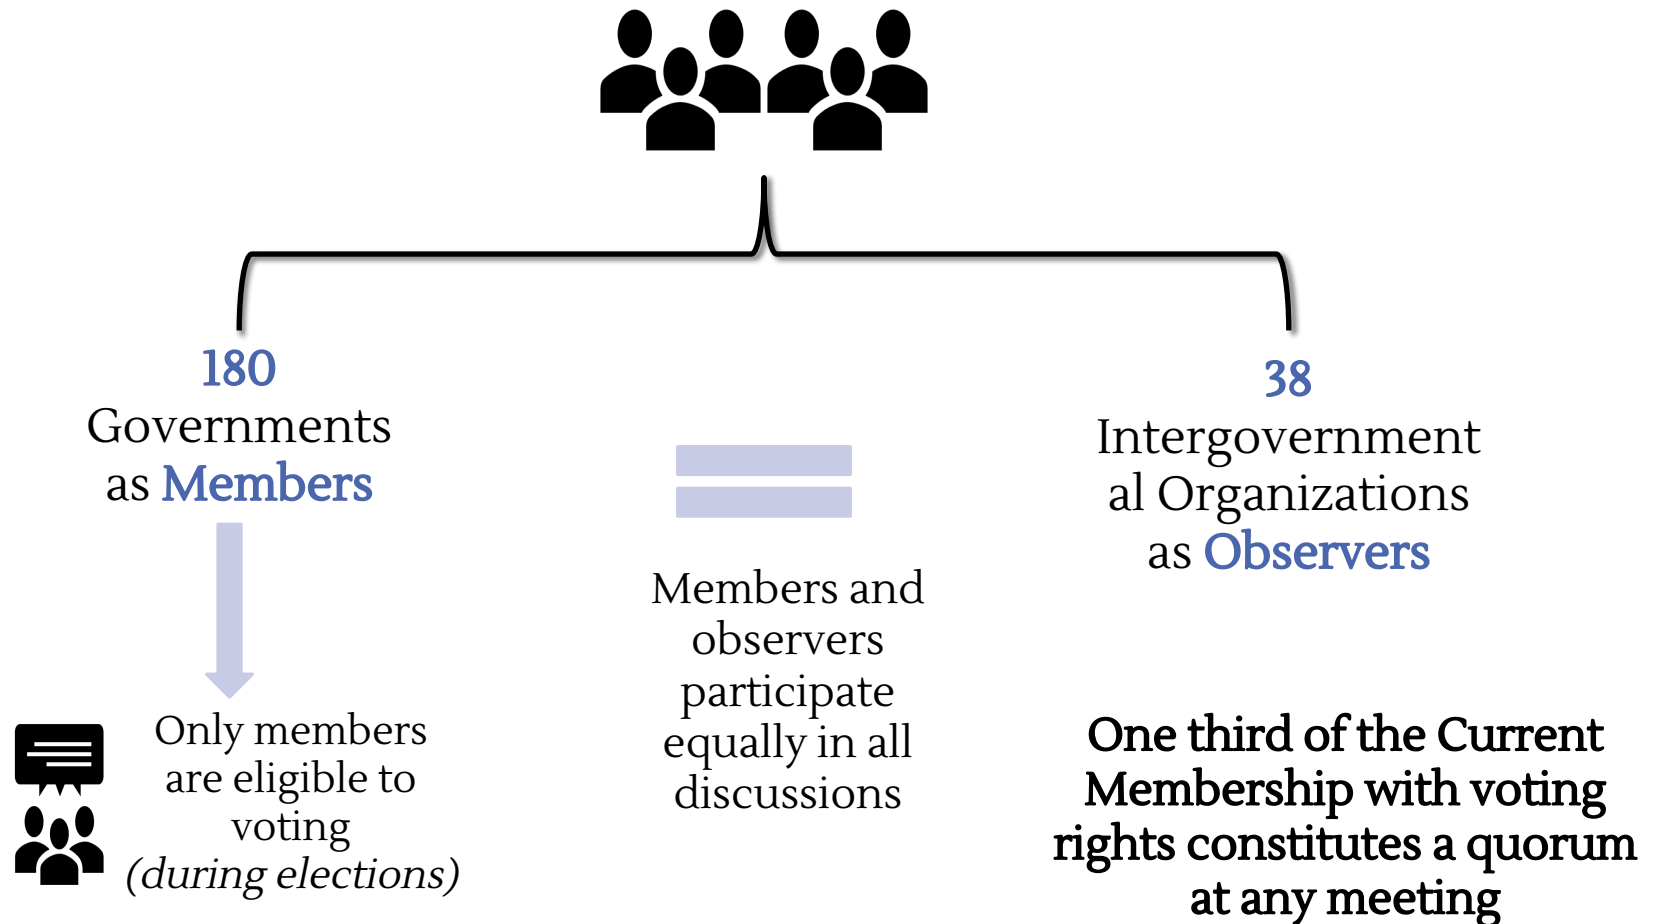 180
Governments
as Members
Only members
are eligible to
voting
(during elections)
Members and
observers
participate
equally in all
discussions
38
Intergovernment
al Organizations
as Observers
One third of the Current
Membership with voting
rights constitutes a quorum
at any meeting